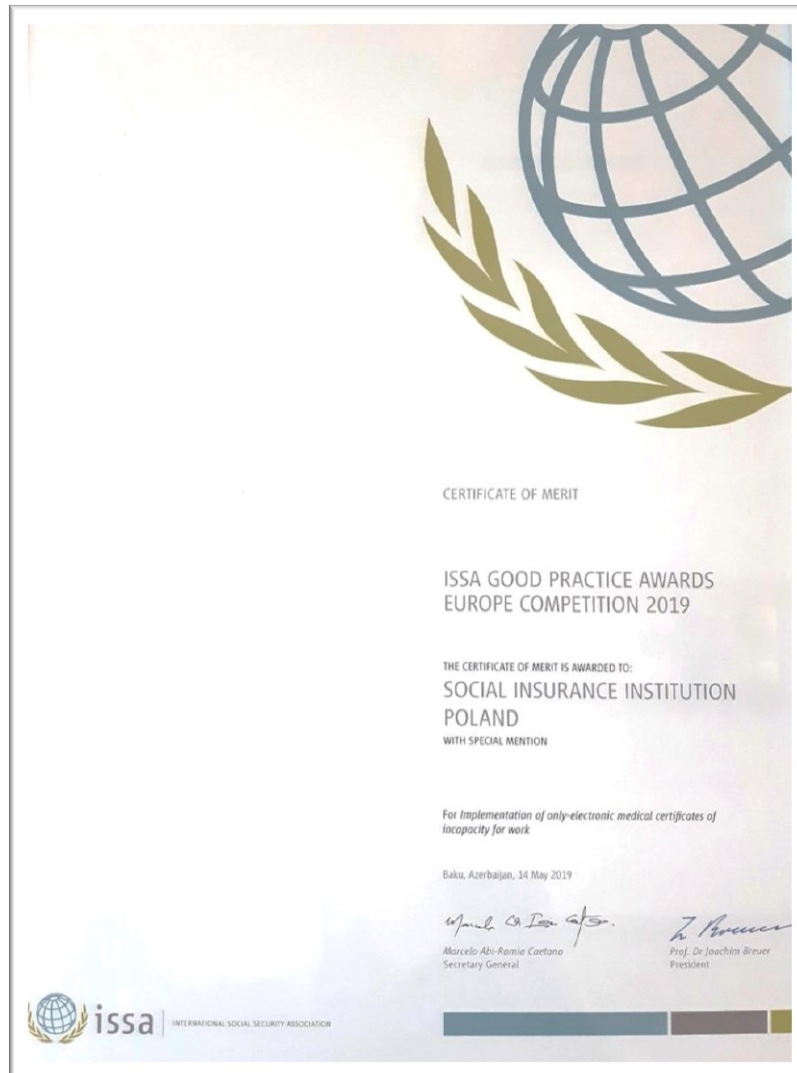 CERTIFICATE OF MERIT
ISSA GOOD PRACTICE AWARDS
EUROPE COMPETITION 2019
THE CERTIFICATE OF MERIT IS AWARDED TO:
SOCIAL INSURANCE INSTITUTION
POLAND
WITH SPECIAL MENTION
For Implementation of only-electronic medical certificates of
incapacity for work
Baku, Azerbaijan, 14 May 2019
Marcelo Abi-Ramia Caetano
Secretary General
Prof. Dr Joachim Breuer
President
issa
INTERNATIONAL SOCIAL SECURITY ASSOCIATION